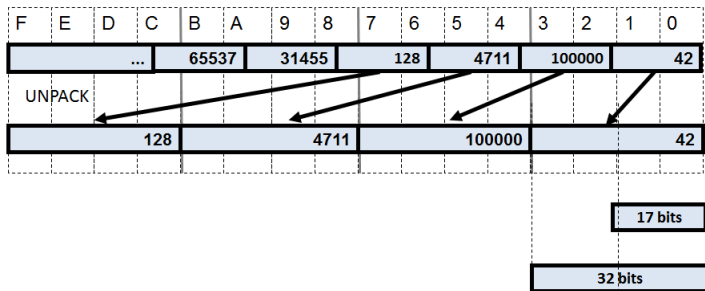 F E D C B A 9 8 7 6 5 4 3 2 1 0
... 65537 31455 128 4711 100000 42
UNPACK
128 4711 100000 42
17 bits
32 bits